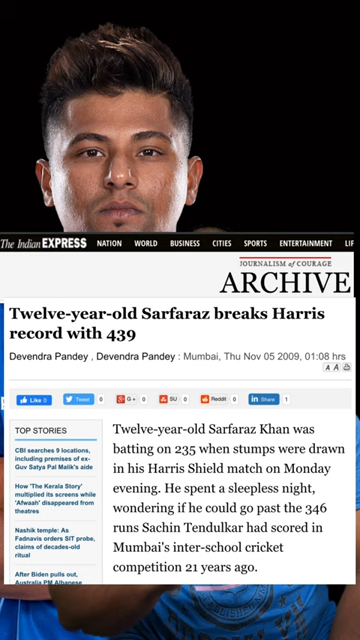 The Indian EXPRESS NATION WORLD BUSINESS CITIES SPORTS ENTERTAINMENT LIF
JOURNALISM of COURAGE
ARCHIVE
Twelve-year-old Sarfaraz breaks Harris
record with 439
Devendra Pandey , Devendra Pandey : Mumbai, Thu Nov 05 2009, 01:08 hrs
A A
Like 0 Tweet 0 G + 0 SU 0 Reddit 0 in Share 1
TOP STORIES
CBI searches 9 locations,
including premises of ex-
Guv Satya Pal Malik's aide
How 'The Kerala Story'
multiplied its screens while
'Afwaah' disappeared from
theatres
Nashik temple: As
Fadnavis orders SIT probe,
claims of decades-old
ritual
After Biden pulls out,
Australia PM Albanese
Twelve-year-old Sarfaraz Khan was
batting on 235 when stumps were drawn
in his Harris Shield match on Monday
evening. He spent a sleepless night,
wondering if he could go past the 346
runs Sachin Tendulkar had scored in
Mumbai's inter-school cricket
competition 21 years ago.